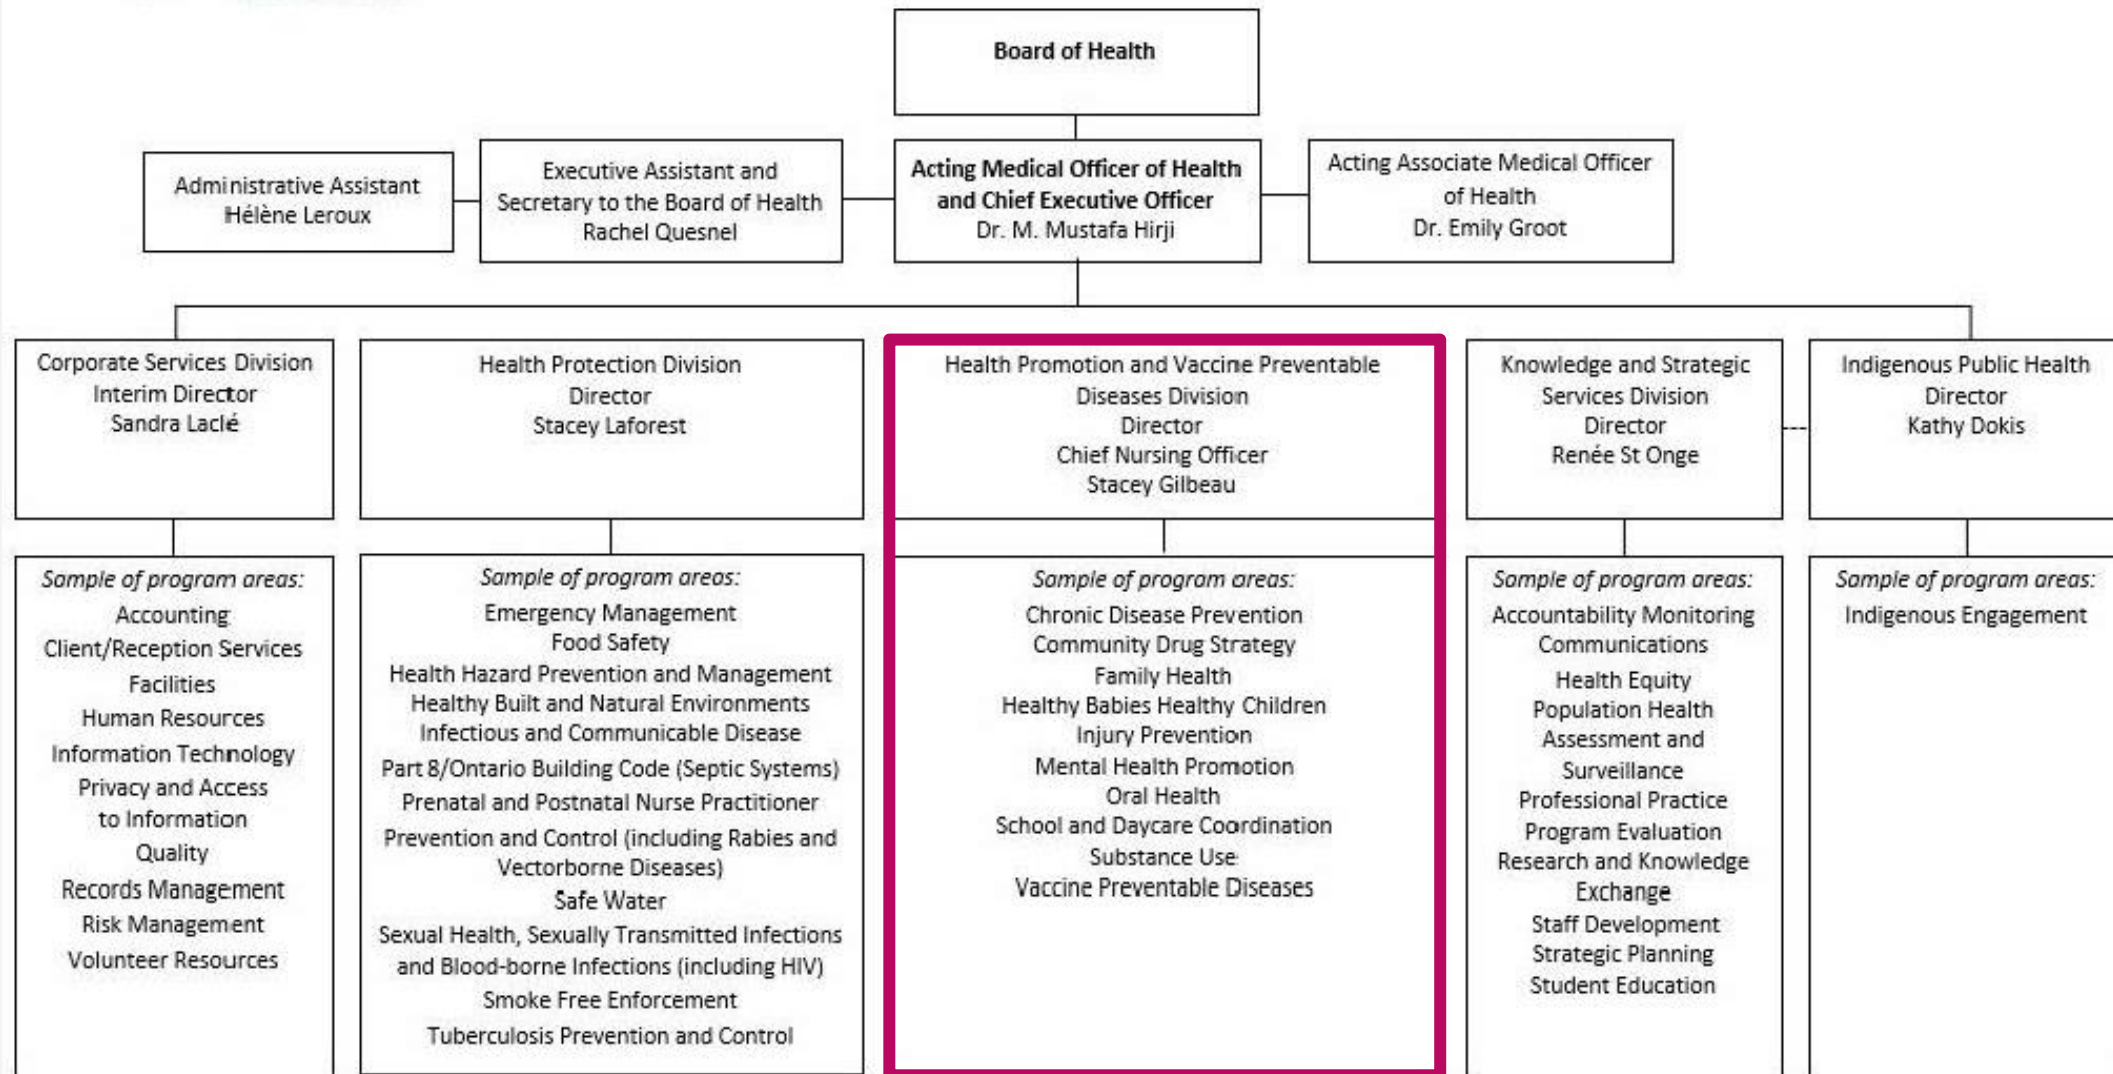 Board of Health
Administrative Assistant
Hélène Leroux
Executive Assistant and
Secretary to the Board of Health
Rachel Quesnel
Acting Medical Officer of Health
and Chief Executive Officer
Dr. M. Mustafa Hirji
Acting Associate Medical Officer
of Health
Dr. Emily Groot
Corporate Services Division
Interim Director
Sandra Laclé
Health Protection Division
Director
Stacey Laforest
Health Promotion and Vaccine Preventable
Diseases Division
Director
Chief Nursing Officer
Stacey Gilbeau
Knowledge and Strategic
Services Division
Director
Renée St Onge
Indigenous Public Health
Director
Kathy Dokis
Sample of program areas:
Accounting
Client/Reception Services
Facilities
Human Resources
Information Technology
Privacy and Access
to Information
Quality
Records Management
Risk Management
Volunteer Resources
Sample of program areas:
Emergency Management
Food Safety
Health Hazard Prevention and Management
Healthy Built and Natural Environments
Infectious and Communicable Disease
Part 8/Ontario Building Code (Septic Systems)
Prenatal and Postnatal Nurse Practitioner
Prevention and Control (including Rabies and
Vectorborne Diseases)
Safe Water
Sexual Health, Sexually Transmitted Infections
and Blood-borne Infections (including HIV)
Smoke Free Enforcement
Tuberculosis Prevention and Control
Sample of program areas:
Chronic Disease Prevention
Community Drug Strategy
Family Health
Healthy Babies Healthy Children
Injury Prevention
Mental Health Promotion
Oral Health
School and Daycare Coordination
Substance Use
Vaccine Preventable Diseases
Sample of program areas:
Accountability Monitoring
Communications
Health Equity
Population Health
Assessment and
Surveillance
Professional Practice
Program Evaluation
Research and Knowledge
Exchange
Staff Development
Strategic Planning
Student Education
Sample of program areas:
Indigenous Engagement